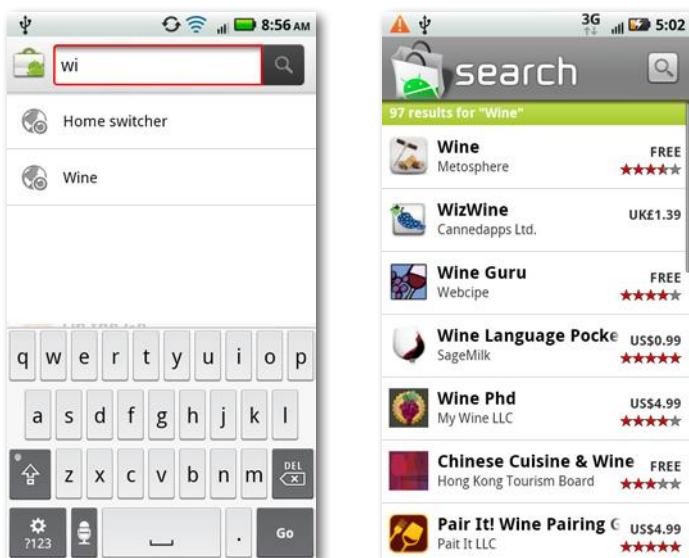 8:56 AM
wi
Home switcher
Wine
q w e r t y u i o p
a s d f g h j k l
z x c v b n m DEL
?123 . Go
3G 5:02
search
97 results for "Wine"
Wine FREE
Metosphere
WizWine UK£1.39
Cannedapps Ltd.
Wine Guru FREE
Webcipe
Wine Language Pocke US$0.99
SageMilk
Wine Phd US$4.99
My Wine LLC
Chinese Cuisine & Wine FREE
Hong Kong Tourism Board
Pair It! Wine Pairing G US$4.99
Pait It LLC